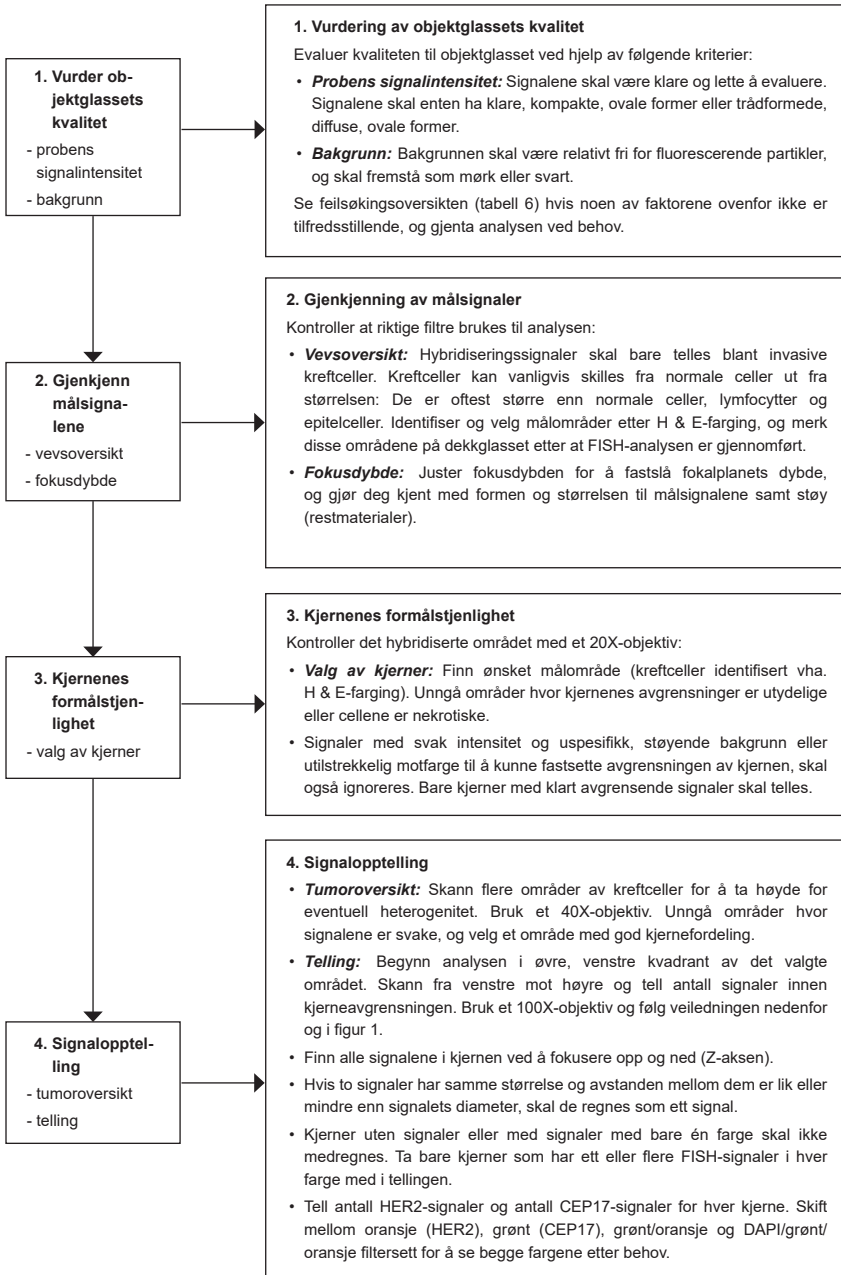 1. Vurder ob-
jektglassets
kvalitet
- probens
signalintensitet
- bakgrunn
1. Vurdering av objektglassets kvalitet
Evaluer kvaliteten til objektglasset ved hjelp av følgende kriterier:
• Probens signalintensitet: Signalene skal være klare og lette å evaluere.
Signalene skal enten ha klare, kompakte, ovale former eller trådformede,
diffuse, ovale former.
• Bakgrunn: Bakgrunnen skal være relativt fri for fluorescerende partikler,
og skal fremstå som mørk eller svart.
Se feilsøkingsoversikten (tabell 6) hvis noen av faktorene ovenfor ikke er
tilfredsstillende, og gjenta analysen ved behov.
2. Gjenkjenn
målsigna-
lene
- vevsoversikt
- fokusdybde
2. Gjenkjenning av målsignaler
Kontroller at riktige filtre brukes til analysen:
• Vevsoversikt: Hybridiseringssignaler skal bare telles blant invasive
kreftceller. Kreftceller kan vanligvis skilles fra normale celler ut fra
størrelsen: De er oftest større enn normale celler, lymfocytter og
epitelceller. Identifiser og velg målområder etter H & E-farging, og merk
disse områdene på dekkglasset etter at FISH-analysen er gjennomført.
• Fokusdybde: Juster fokusdybden for å fastslå fokalplanets dybde,
og gjør deg kjent med formen og størrelsen til målsignalene samt støy
(restmaterialer).
3. Kjernenes
formålstjen-
lighet
- valg av kjerner
3. Kjernenes formålstjenlighet
Kontroller det hybridiserte området med et 20X-objektiv:
• Valg av kjerner: Finn ønsket målområde (kreftceller identifisert vha.
H & E-farging). Unngå områder hvor kjernenes avgrensninger er utydelige
eller cellene er nekrotiske.
• Signaler med svak intensitet og uspesifikk, støyende bakgrunn eller
utilstrekkelig motfarge til å kunne fastsette avgrensningen av kjernen, skal
også ignoreres. Bare kjerner med klart avgrensende signaler skal telles.
4. Signalopptel-
ling
- tumoroversikt
- telling
4. Signalopptelling
• Tumoroversikt: Skann flere områder av kreftceller for å ta høyde for
eventuell heterogenitet. Bruk et 40X-objektiv. Unngå områder hvor
signalene er svake, og velg et område med god kjernefordeling.
• Telling: Begynn analysen i øvre, venstre kvadrant av det valgte
området. Skann fra venstre mot høyre og tell antall signaler innen
kjerneavgrensningen. Bruk et 100X-objektiv og følg veiledningen nedenfor
og i figur 1.
• Finn alle signalene i kjernen ved å fokusere opp og ned (Z-aksen).
• Hvis to signaler har samme størrelse og avstanden mellom dem er lik eller
mindre enn signalets diameter, skal de regnes som ett signal.
• Kjerner uten signaler eller med signaler med bare én farge skal ikke
medregnes. Ta bare kjerner som har ett eller flere FISH-signaler i hver
farge med i tellingen.
• Tell antall HER2-signaler og antall CEP17-signaler for hver kjerne. Skift
mellom oransje (HER2), grønt (CEP17), grønt/oransje og DAPI/grønt/
oransje filtersett for å se begge fargene etter behov.